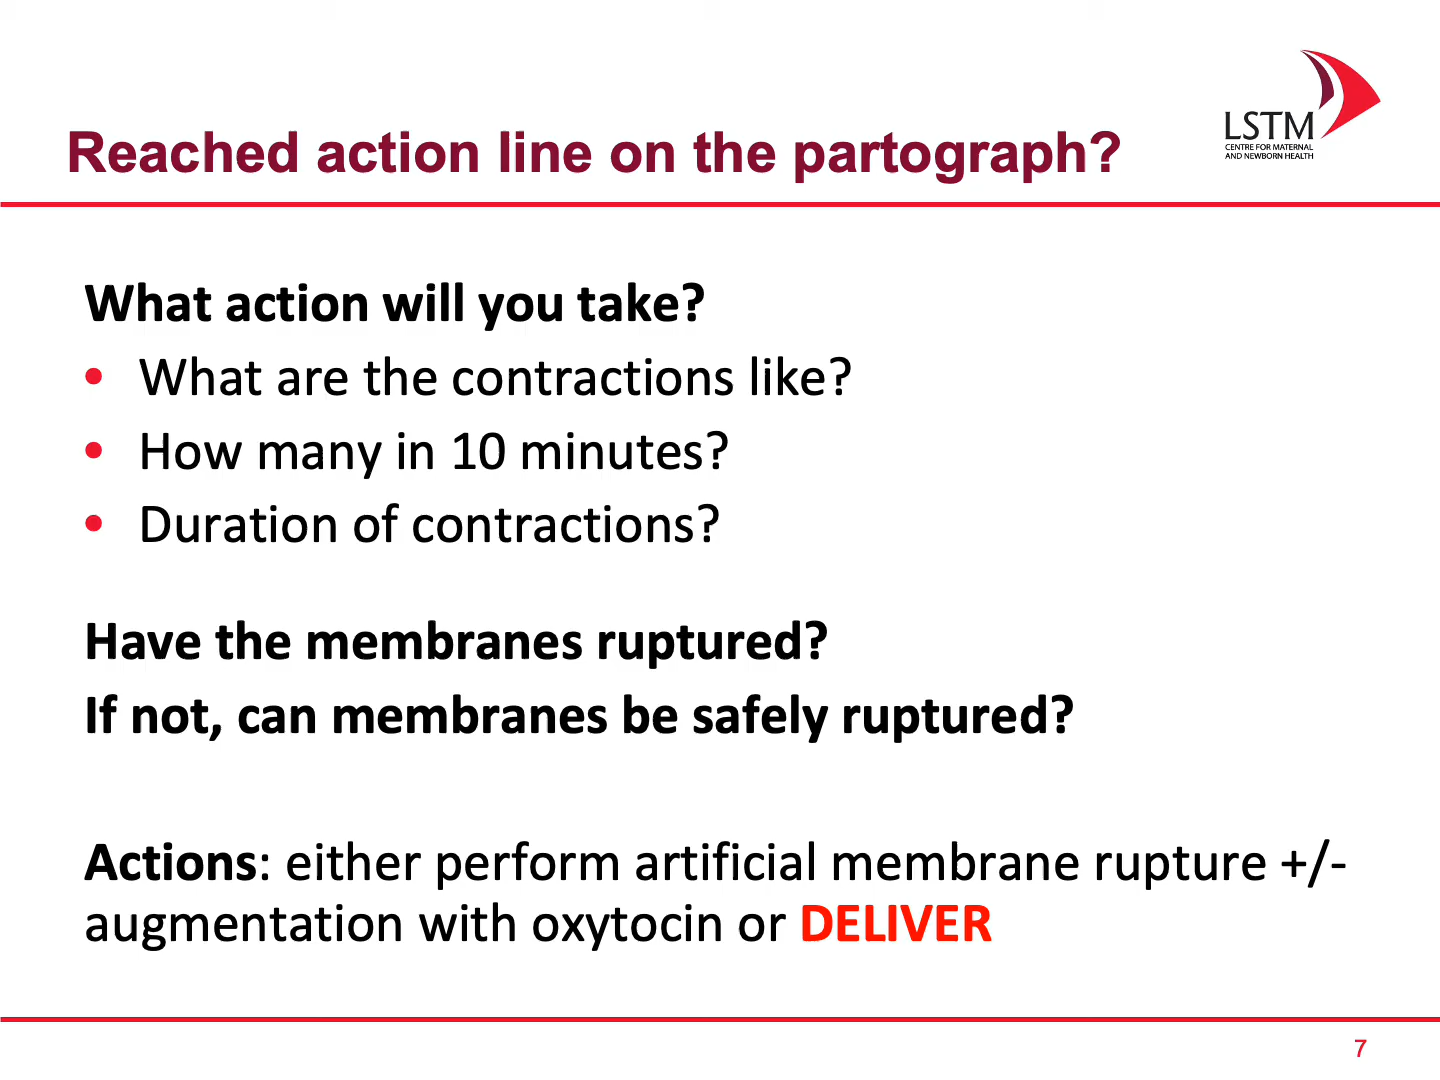 Reached action line on the partograph?
LSTM
CENTRE FOR MATERNAL
AND NEWBORN HEALTH
What action will you take?
• What are the contractions like?
• How many in 10 minutes?
• Duration of contractions?
Have the membranes ruptured?
If not, can membranes be safely ruptured?
Actions: either perform artificial membrane rupture +/-
augmentation with oxytocin or DELIVER
7